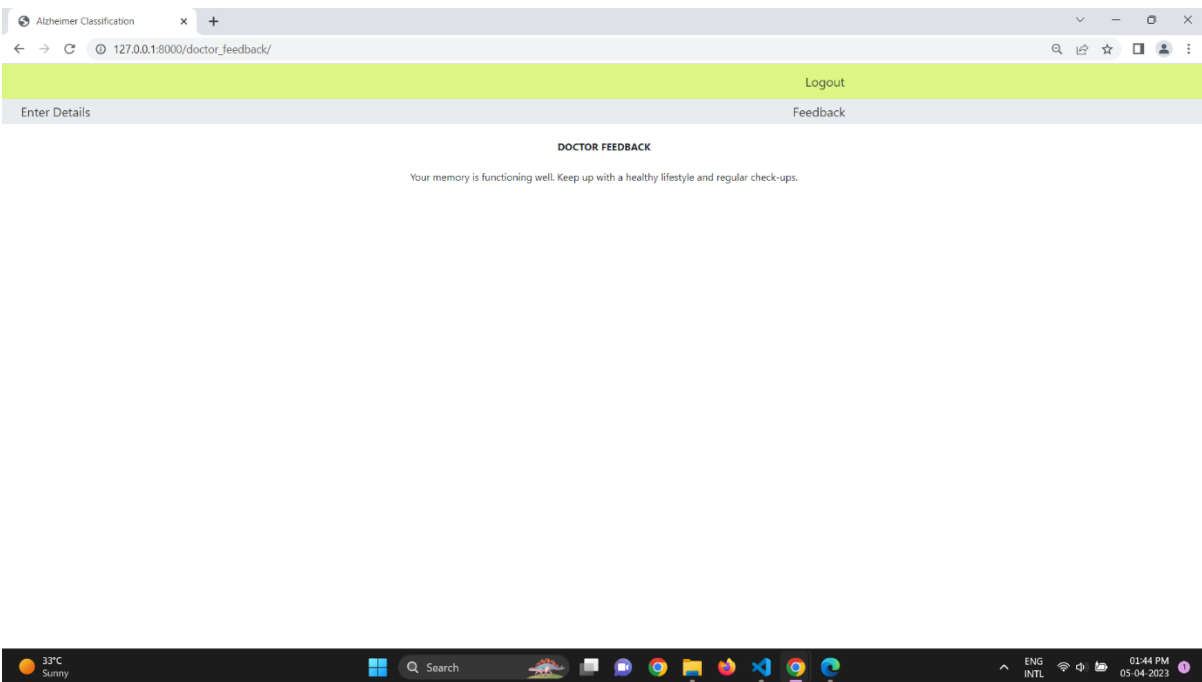 Alzheimer Classification
127.0.0.1:8000/doctor_feedback/
Logout
Enter Details Feedback
DOCTOR FEEDBACK
Your memory is functioning well. Keep up with a healthy lifestyle and regular check-ups.
33°C
Sunny
Search
ENG
INTL
01:44 PM
05-04-2023
1